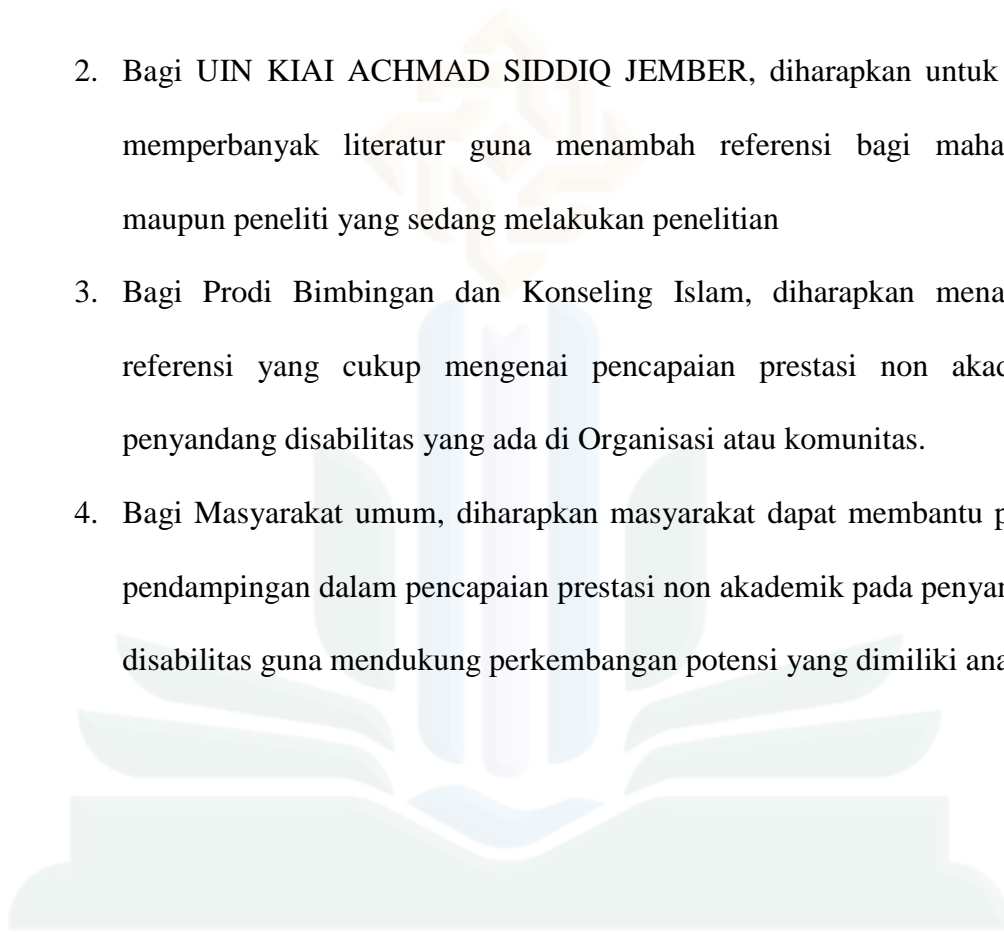 2. Bagi UIN KIAI ACHMAD SIDDIQ JEMBER, diharapkan untuk
memperbanyak literatur guna menambah referensi bagi maha
maupun peneliti yang sedang melakukan penelitian
3. Bagi Prodi Bimbingan dan Konseling Islam, diharapkan mena
referensi yang cukup mengenai pencapaian prestasi non akad
penyandang disabilitas yang ada di Organisasi atau komunitas.
4. Bagi Masyarakat umum, diharapkan masyarakat dapat membantu p
pendampingan dalam pencapaian prestasi non akademik pada penyan
disabilitas guna mendukung perkembangan potensi yang dimiliki ana